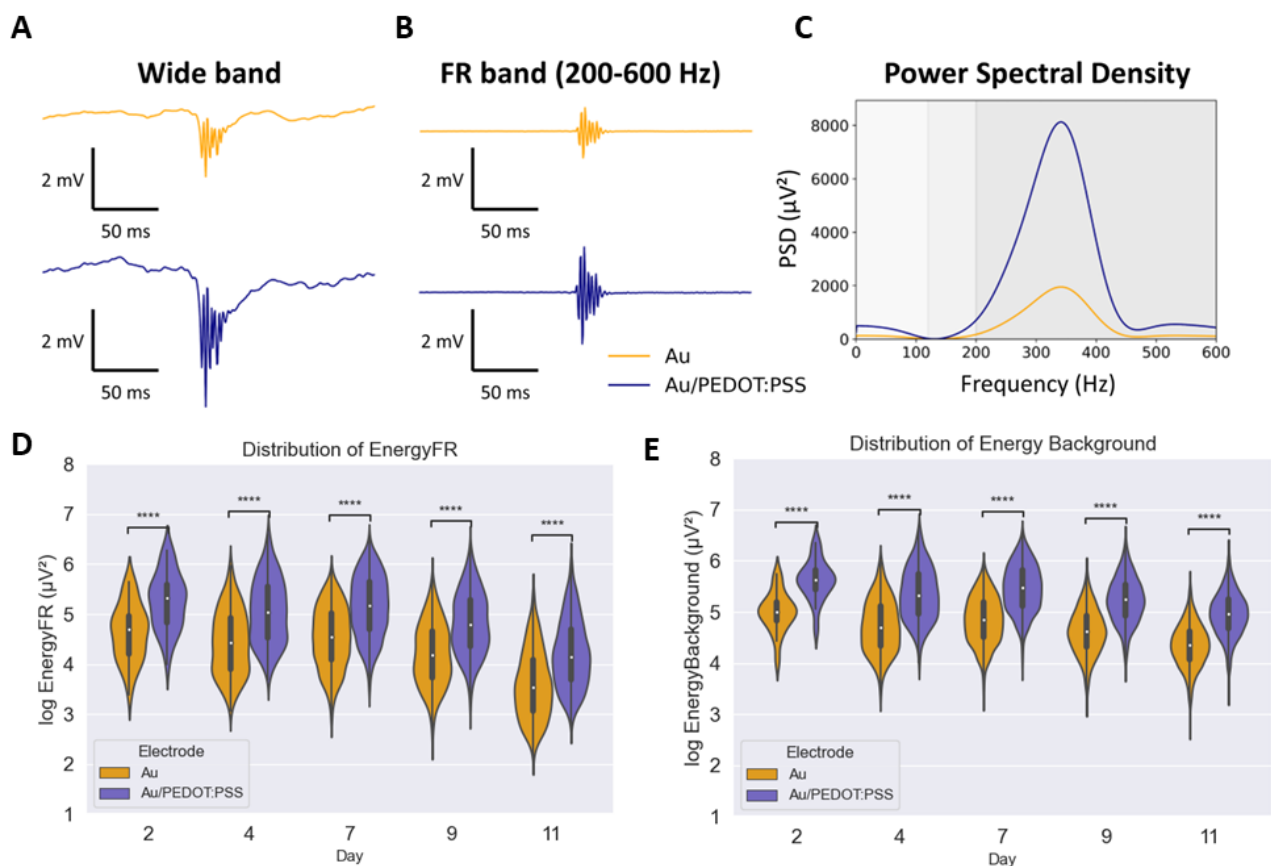 A
Wide band
2 mV
50 ms
2 mV
50 ms
B
FR band (200-600 Hz)
2 mV
50 ms
2 mV
50 ms
Au
Au/PEDOT:PSS
C
Power Spectral Density
PSD (μV²)
8000
6000
4000
2000
0
0 100 200 300 400 500 600
Frequency (Hz)
D
Distribution of EnergyFR
log EnergyFR (μV²)
8
7
6
5
4
3
2
1
**** **** **** **** ****
Electrode
Au
Au/PEDOT:PSS
2 4 7 9 11
Day
E
Distribution of Energy Background
log EnergyBackground (μV²)
8
7
6
5
4
3
2
1
**** **** **** **** ****
Electrode
Au
Au/PEDOT:PSS
2 4 7 9 11
Day